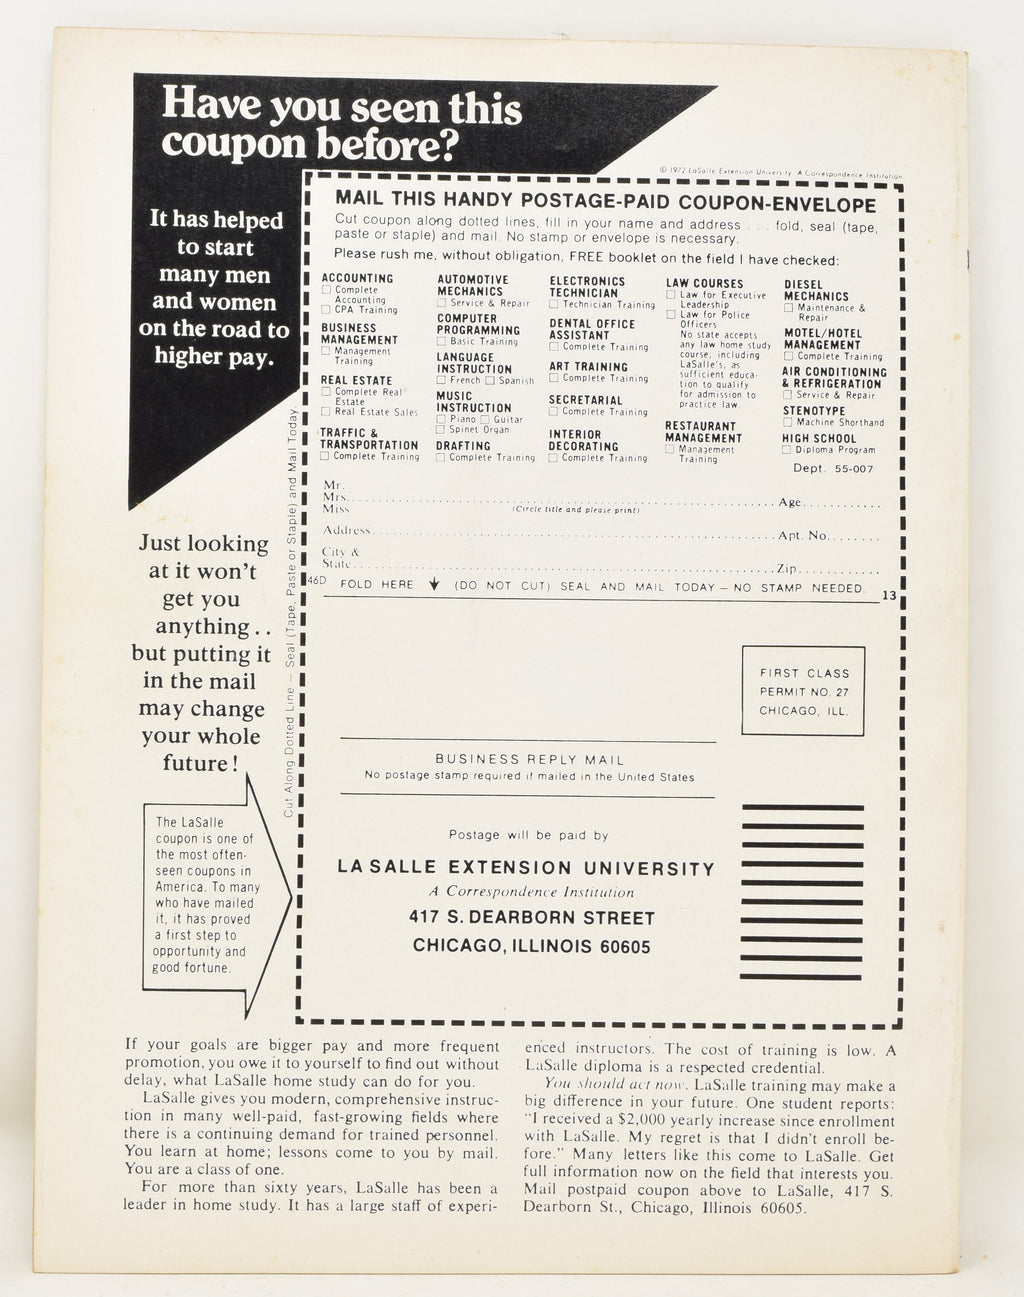 Have you seen this
coupon before?
It has helped
to start
many men
and women
on the road to
higher pay.
Just looking
at it won't
get you
anything . .
but putting it
in the mail
may change
your whole
future!
The LaSalle
coupon is one of
the most often-
seen coupons in
America. To many
who have mailed
it, it has proved
a first step to
opportunity and
good fortune.
Cut Along Dotted Line — Seal (Tape, Paste or Staple) and Mail Today.
© 1972 LaSalle Extension University A Correspondence Institution
MAIL THIS HANDY POSTAGE-PAID COUPON-ENVELOPE
Cut coupon along dotted lines, fill in your name and address . . . fold, seal (tape,
paste or staple) and mail. No stamp or envelope is necessary.
Please rush me, without obligation, FREE booklet on the field I have checked:
ACCOUNTING
☐ Complete
Accounting
☐ CPA Training
BUSINESS
MANAGEMENT
☐ Management
Training
REAL ESTATE
☐ Complete Real
Estate
☐ Real Estate Sales
TRAFFIC &
TRANSPORTATION
☐ Complete Training
AUTOMOTIVE
MECHANICS
☐ Service & Repair
COMPUTER
PROGRAMMING
☐ Basic Training
LANGUAGE
INSTRUCTION
☐ French ☐ Spanish
MUSIC
INSTRUCTION
☐ Piano ☐ Guitar
☐ Spinet Organ
DRAFTING
☐ Complete Training
ELECTRONICS
TECHNICIAN
☐ Technician Training
DENTAL OFFICE
ASSISTANT
☐ Complete Training
ART TRAINING
☐ Complete Training
SECRETARIAL
☐ Complete Training
INTERIOR
DECORATING
☐ Complete Training
LAW COURSES
☐ Law for Executive
Leadership
☐ Law for Police
Officers
No state accepts
any law home study
course, including
LaSalle's, as
sufficient educa-
tion to qualify
for admission to
practice law
RESTAURANT
MANAGEMENT
☐ Management
Training
DIESEL
MECHANICS
☐ Maintenance &
Repair
MOTEL/HOTEL
MANAGEMENT
☐ Complete Training
AIR CONDITIONING
& REFRIGERATION
☐ Service & Repair
STENOTYPE
☐ Machine Shorthand
HIGH SCHOOL
☐ Diploma Program
Dept. 55-007
Mr.
Mrs. Age
Miss (Circle title and please print)
Address Apt. No.
City &
State Zip
46D FOLD HERE (DO NOT CUT) SEAL AND MAIL TODAY – NO STAMP NEEDED. 13
FIRST CLASS
PERMIT NO. 27
CHICAGO, ILL.
BUSINESS REPLY MAIL
No postage stamp required if mailed in the United States
Postage will be paid by
LA SALLE EXTENSION UNIVERSITY
A Correspondence Institution
417 S. DEARBORN STREET
CHICAGO, ILLINOIS 60605
If your goals are bigger pay and more frequent
promotion, you owe it to yourself to find out without
delay, what LaSalle home study can do for you.
LaSalle gives you modern, comprehensive instruc-
tion in many well-paid, fast-growing fields where
there is a continuing demand for trained personnel.
You learn at home; lessons come to you by mail.
You are a class of one.
For more than sixty years, LaSalle has been a
leader in home study. It has a large staff of experi-
enced instructors. The cost of training is low. A
LaSalle diploma is a respected credential.
You should act now. LaSalle training may make a
big difference in your future. One student reports:
"I received a $2,000 yearly increase since enrollment
with LaSalle. My regret is that I didn't enroll be-
fore." Many letters like this come to LaSalle. Get
full information now on the field that interests you.
Mail postpaid coupon above to LaSalle, 417 S.
Dearborn St., Chicago, Illinois 60605.